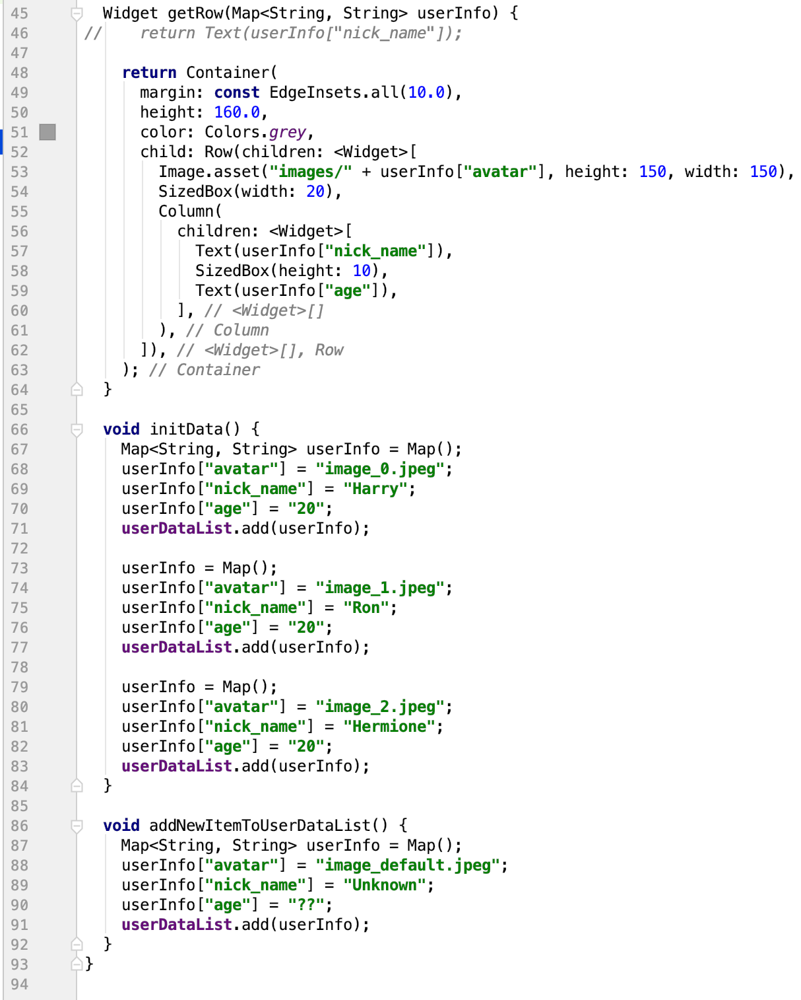 45   Widget getRow(Map<String, String> userInfo) {
46 //    return Text(userInfo["nick_name"]);
47
48     return Container(
49       margin: const EdgeInsets.all(10.0),
50       height: 160.0,
51       color: Colors.grey,
52       child: Row(children: <Widget>[
53         Image.asset("images/" + userInfo["avatar"], height: 150, width: 150),
54         SizedBox(width: 20),
55         Column(
56           children: <Widget>[
57             Text(userInfo["nick_name"]),
58             SizedBox(height: 10),
59             Text(userInfo["age"]),
60           ], // <Widget>[]
61         ), // Column
62       ]), // <Widget>[], Row
63     ); // Container
64   }
65
66   void initData() {
67     Map<String, String> userInfo = Map();
68     userInfo["avatar"] = "image_0.jpeg";
69     userInfo["nick_name"] = "Harry";
70     userInfo["age"] = "20";
71     userDataList.add(userInfo);
72
73     userInfo = Map();
74     userInfo["avatar"] = "image_1.jpeg";
75     userInfo["nick_name"] = "Ron";
76     userInfo["age"] = "20";
77     userDataList.add(userInfo);
78
79     userInfo = Map();
80     userInfo["avatar"] = "image_2.jpeg";
81     userInfo["nick_name"] = "Hermione";
82     userInfo["age"] = "20";
83     userDataList.add(userInfo);
84   }
85
86   void addNewItemToUserDataList() {
87     Map<String, String> userInfo = Map();
88     userInfo["avatar"] = "image_default.jpeg";
89     userInfo["nick_name"] = "Unknown";
90     userInfo["age"] = "??";
91     userDataList.add(userInfo);
92   }
93 }
94